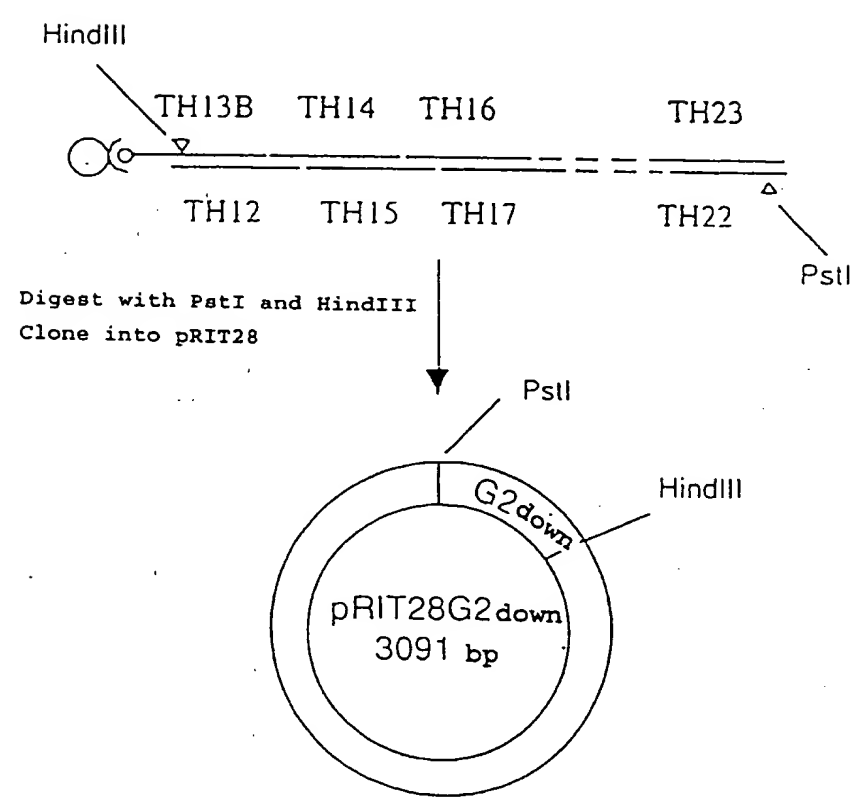 HindIII
TH13B TH14 TH16 TH23
TH12 TH15 TH17 TH22
PstI
Digest with PstI and HindIII
Clone into pRIT28
PstI
HindIII
G2down
pRIT28G2down
3091 bp